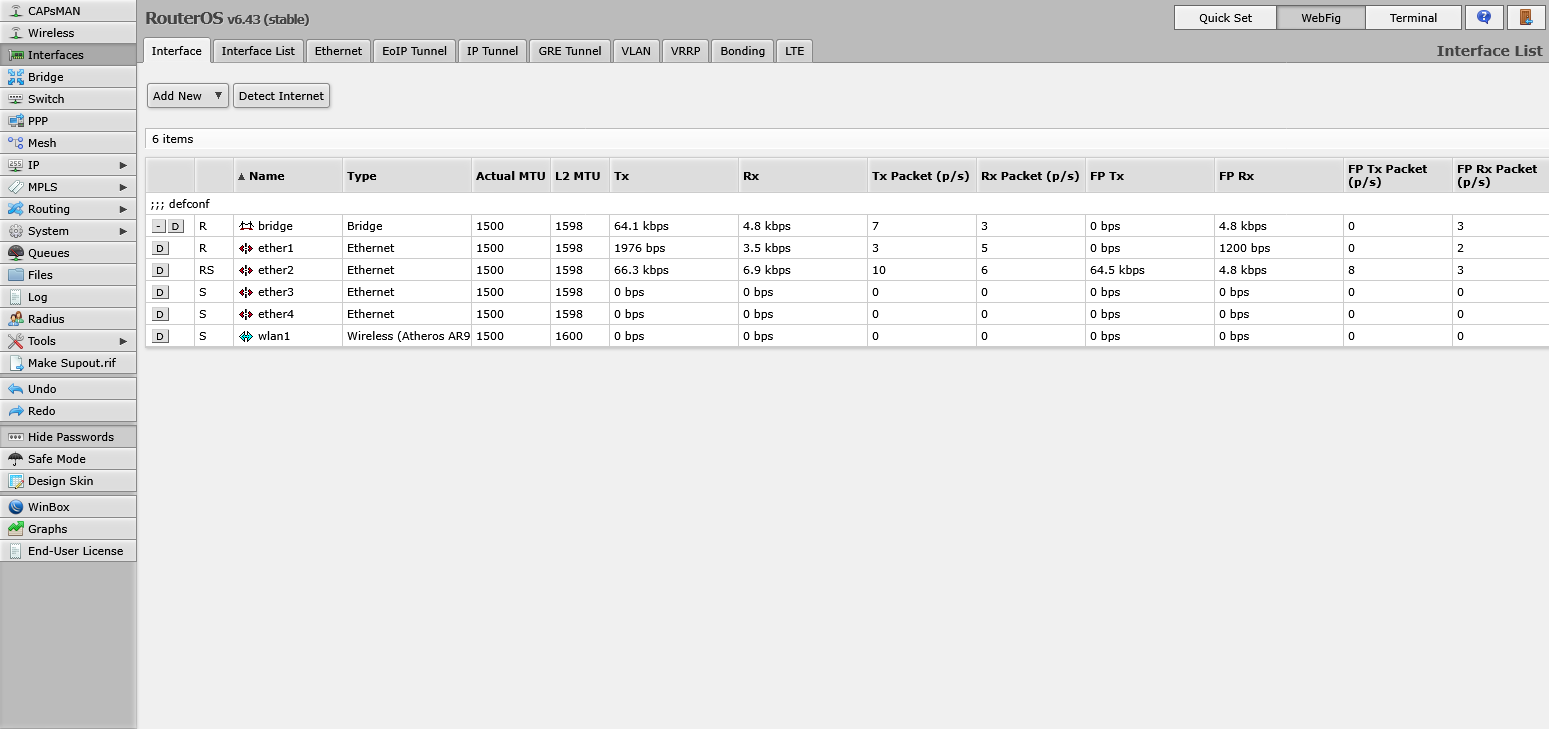 CAPsMAN
Wireless
Interfaces
Bridge
Switch
PPP
Mesh
IP
MPLS
Routing
System
Queues
Files
Log
Radius
Tools
Make Supout.rif
Undo
Redo
Hide Passwords
Safe Mode
Design Skin
WinBox
Graphs
End-User License
RouterOS v6.43 (stable)
Quick Set WebFig Terminal
Interface Interface List Ethernet EoIP Tunnel IP Tunnel GRE Tunnel VLAN VRRP Bonding LTE
Interface List
Add New ▼ Detect Internet
6 items
▲ Name Type Actual MTU L2 MTU Tx Rx Tx Packet (p/s) Rx Packet (p/s) FP Tx FP Rx FP Tx Packet (p/s) FP Rx Packet (p/s)
;;; defconf
- D R bridge Bridge 1500 1598 64.1 kbps 4.8 kbps 7 3 0 bps 4.8 kbps 0 3
D R ether1 Ethernet 1500 1598 1976 bps 3.5 kbps 3 5 0 bps 1200 bps 0 2
D RS ether2 Ethernet 1500 1598 66.3 kbps 6.9 kbps 10 6 64.5 kbps 4.8 kbps 8 3
D S ether3 Ethernet 1500 1598 0 bps 0 bps 0 0 0 bps 0 bps 0 0
D S ether4 Ethernet 1500 1598 0 bps 0 bps 0 0 0 bps 0 bps 0 0
D S wlan1 Wireless (Atheros AR9 1500 1600 0 bps 0 bps 0 0 0 bps 0 bps 0 0